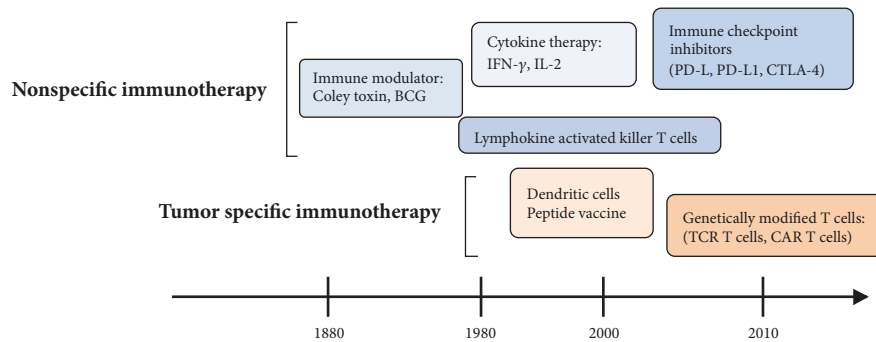 Nonspecific immunotherapy
Immune modulator:
Coley toxin, BCG
Cytokine therapy:
IFN-γ, IL-2
Immune checkpoint
inhibitors
(PD-L, PD-L1, CTLA-4)
Lymphokine activated killer T cells
Tumor specific immunotherapy
Dendritic cells
Peptide vaccine
Genetically modified T cells:
(TCR T cells, CAR T cells)
1880
1980
2000
2010